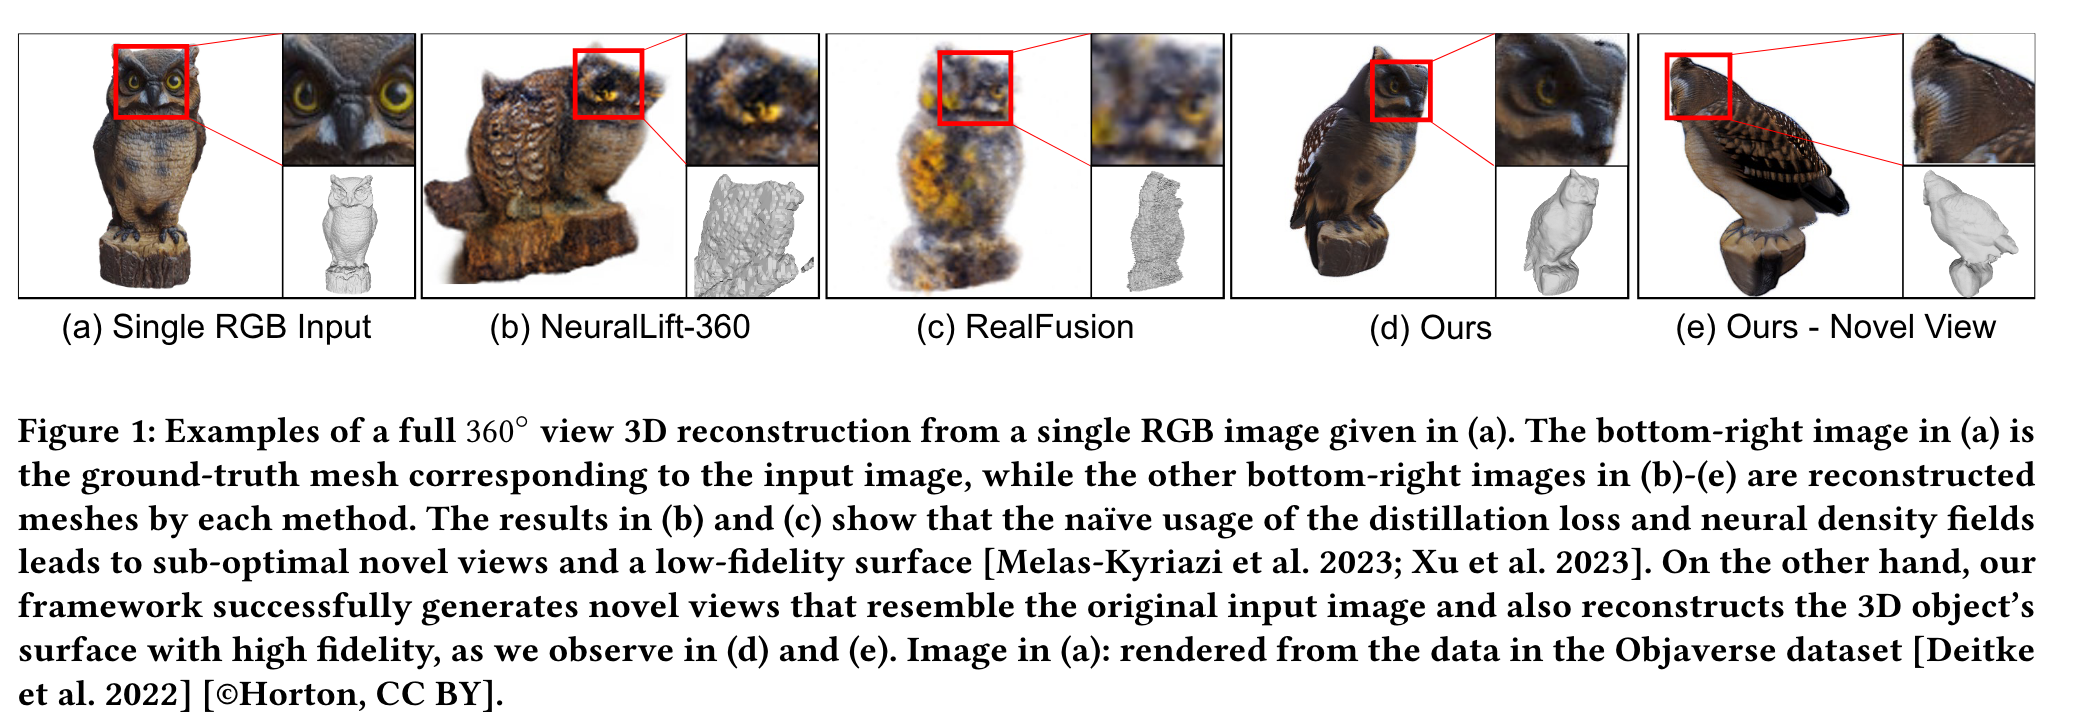 (a) Single RGB Input
(b) NeuralLift-360
(c) RealFusion
(d) Ours
(e) Ours - Novel View
Figure 1: Examples of a full 360° view 3D reconstruction from a single RGB image given in (a). The bottom-right image in (a) is
the ground-truth mesh corresponding to the input image, while the other bottom-right images in (b)-(e) are reconstructed
meshes by each method. The results in (b) and (c) show that the naïve usage of the distillation loss and neural density fields
leads to sub-optimal novel views and a low-fidelity surface [Melas-Kyriazi et al. 2023; Xu et al. 2023]. On the other hand, our
framework successfully generates novel views that resemble the original input image and also reconstructs the 3D object’s
surface with high fidelity, as we observe in (d) and (e). Image in (a): rendered from the data in the Objaverse dataset [Deitke
et al. 2022] [©Horton, CC BY].